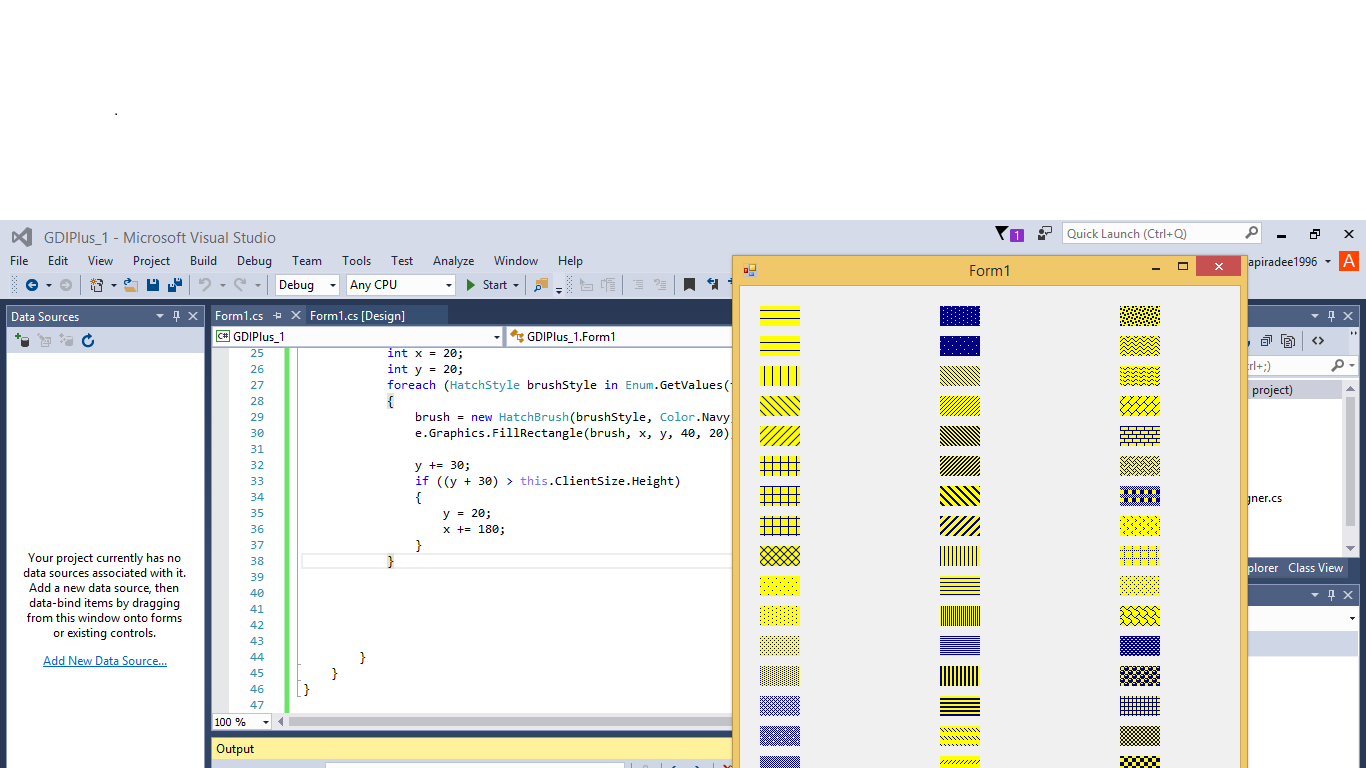 GDIPlus_1 - Microsoft Visual Studio
1
Quick Launch (Ctrl+Q)
File Edit View Project Build Debug Team Tools Test Analyze Window Help
apiradee1996
A
Debug
Any CPU
Start
Data Sources
Your project currently has no
data sources associated with it.
Add a new data source, then
data-bind items by dragging
from this window onto forms
or existing controls.
Add New Data Source...
Form1.cs
Form1.cs [Design]
C# GDIPlus_1
GDIPlus_1.Form1
25 int x = 20;
26 int y = 20;
27 foreach (HatchStyle brushStyle in Enum.GetValues(
28 {
29 brush = new HatchBrush(brushStyle, Color.Navy,
30 e.Graphics.FillRectangle(brush, x, y, 40, 20)
31
32 y += 30;
33 if ((y + 30) > this.ClientSize.Height)
34 {
35 y = 20;
36 x += 180;
37 }
38 }
39
40
41
42
43
44 }
45 }
46 }
47
100 %
Output
Form1
trl+;)
project)
gner.cs
plorer
Class View